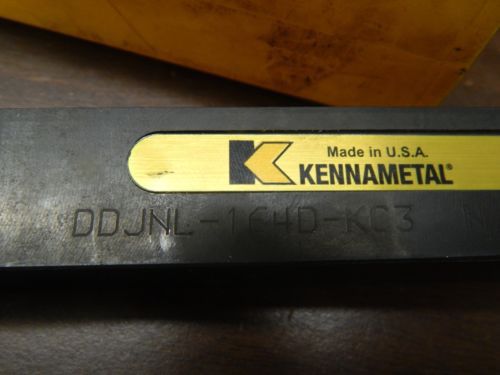 Made in U.S.A.
KENNAMETAL®
DDJNL-164D-KC3